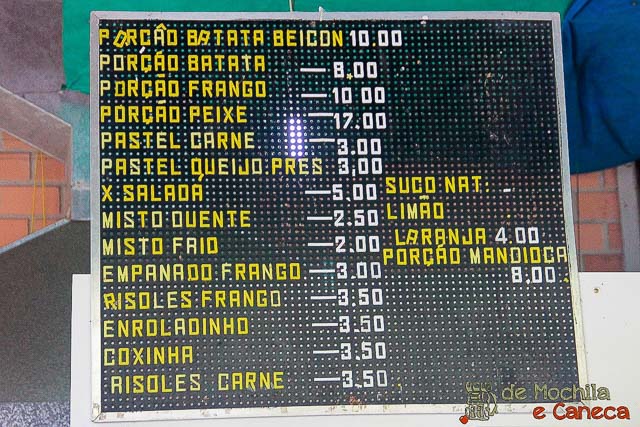 PORÇÃO BATATA BEICON 10.00
PORÇÃO BATATA — 8,00
PORÇÃO FRANGO — 10 00
PORÇÃO PEIXE — 17.00
PASTEL CARNE — 3.00
PASTEL QUEIJO.PRES 3,00
X SALADA — 5,00
MISTO QUENTE — 2.50
MISTO FAIO — 2.00
EMPANADO FRANGO — 3.00
RISOLES FRANGO — 3.50
ENROLADINHO — 3.50
COXINHA — 3.50
RISOLES CARNE — 3.50
SUCO NAT: -
LIMÃO
LARANJA 4.00
PORÇÃO MANDIOCA
8,00
de Mochila
e Caneca